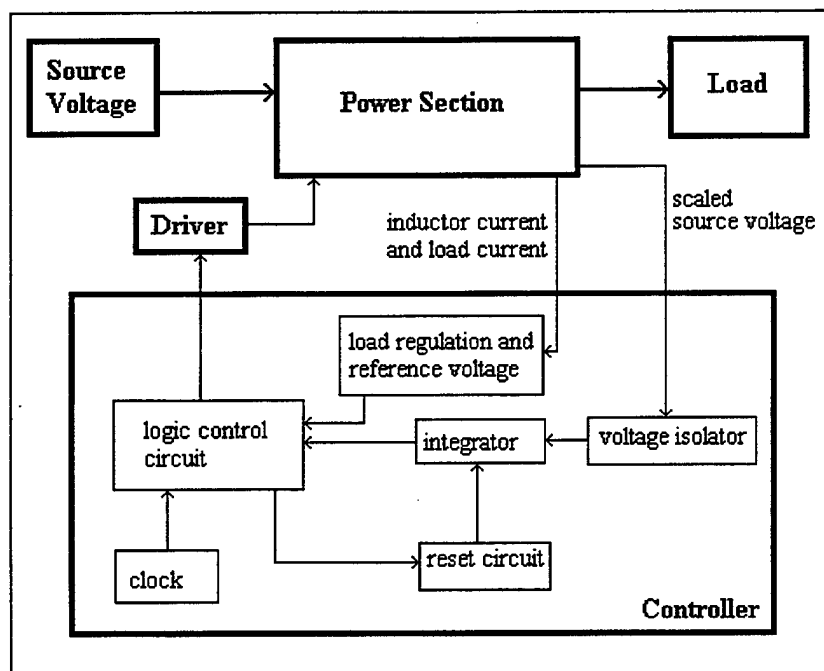 Source
Voltage
Power Section
Load
Driver
inductor current
and load current
scaled
source voltage
load regulation and
reference voltage
logic control
circuit
integrator
voltage isolator
clock
reset circuit
Controller